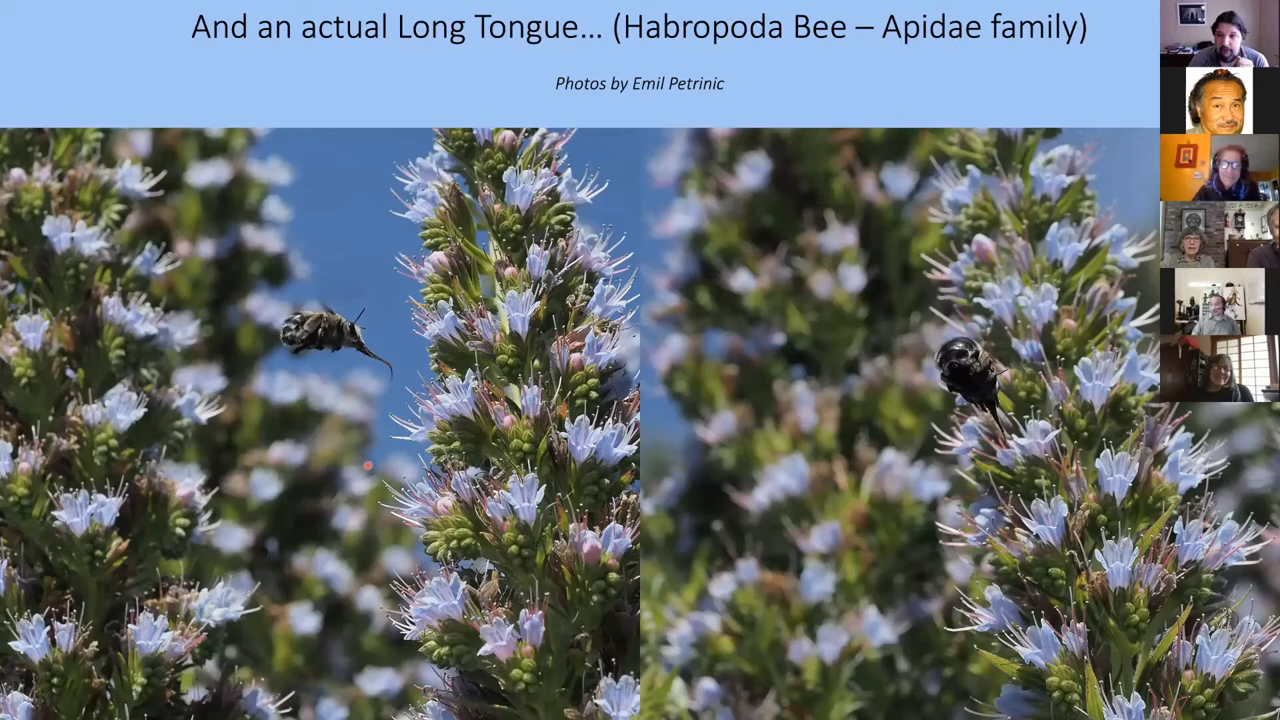 And an actual Long Tongue... (Habropoda Bee – Apidae family)
Photos by Emil Petrinic